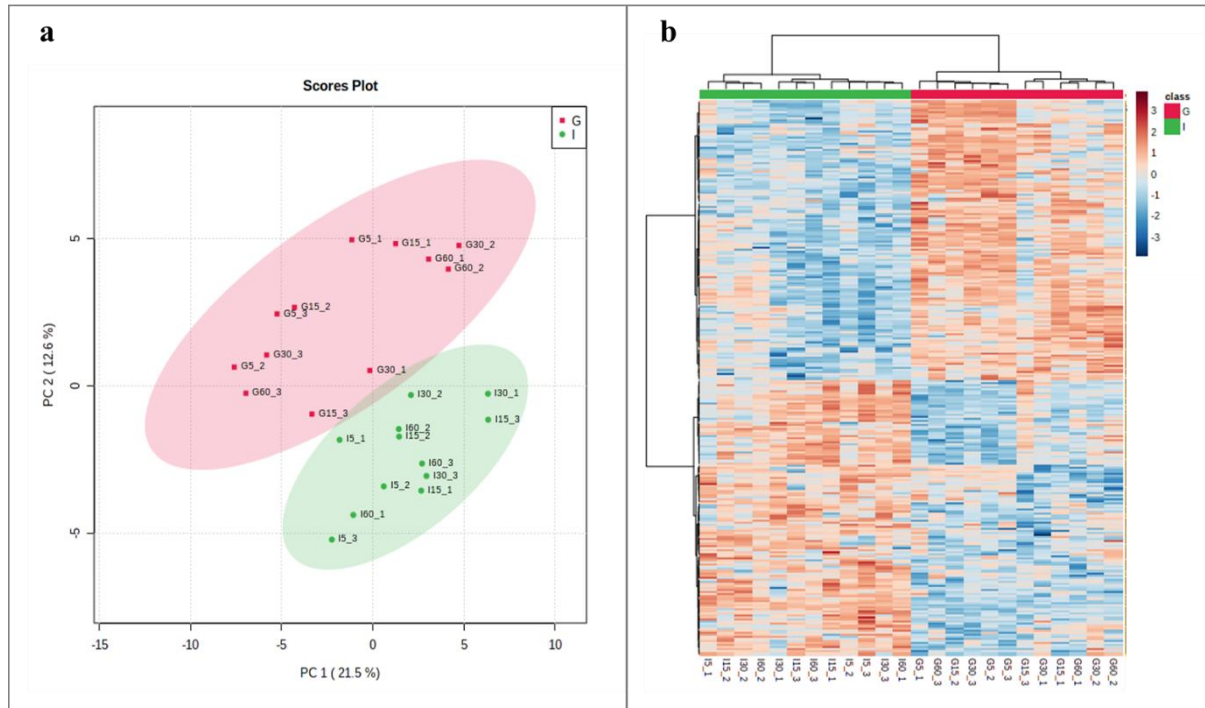 a
Scores Plot
G
I
G5_1
G15_1
G30_2
G60_1
G60_2
G15_2
G5_3
G30_3
G5_2
G60_3
G30_1
G15_3
I30_2
I30_1
I15_3
I60_2
I15_2
I5_1
I60_3
I30_3
I5_2
I15_1
I60_1
I5_3
5
0
-5
-15
-10
-5
0
5
10
PC 2 ( 12.6 %)
PC 1 ( 21.5 %)
b
class
G
I
3
2
1
0
-1
-2
-3
I5_1
I15_2
I30_2
I60_2
I30_1
I15_3
I60_3
I15_1
I5_2
I5_3
I30_3
I60_1
G5_1
G60_3
G15_2
G30_3
G5_2
G5_3
G15_3
G30_1
G15_1
G60_1
G30_2
G60_2